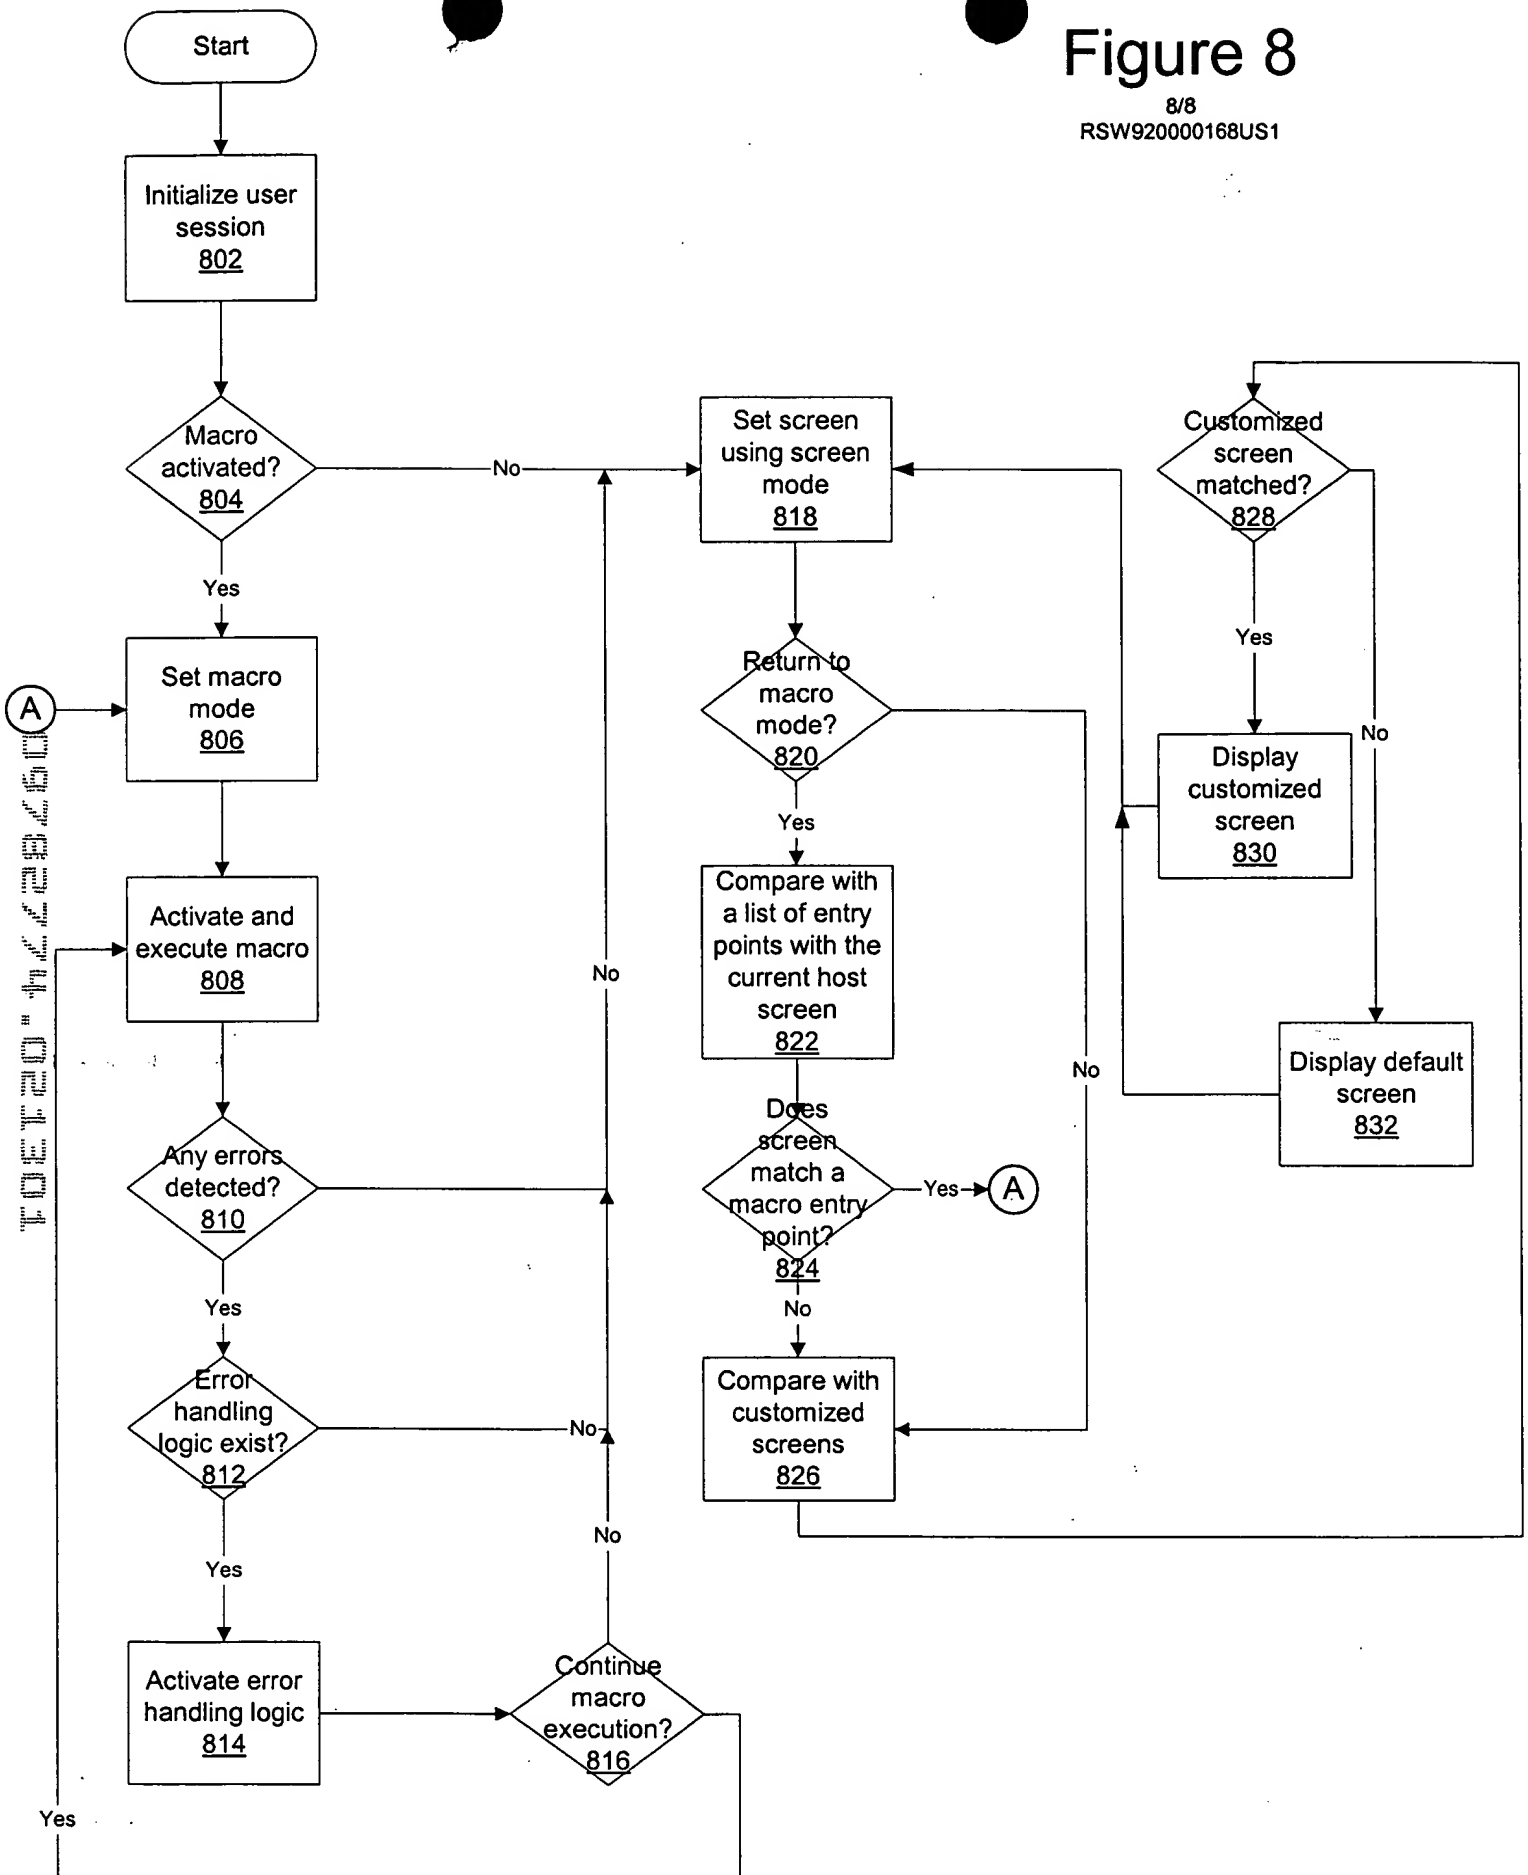 Figure 8
8/8
RSW920000168US1
Start
Initialize user
session
802
Macro
activated?
804
No
Yes
Set macro
mode
806
A
Activate and
execute macro
808
Any errors
detected?
810
No
Yes
Error
handling
logic exist?
812
No
Yes
Activate error
handling logic
814
Continue
macro
execution?
816
No
Yes
Set screen
using screen
mode
818
Return to
macro
mode?
820
Yes
No
Compare with
a list of entry
points with the
current host
screen
822
Does
screen
match a
macro entry
point?
824
Yes
A
No
Compare with
customized
screens
826
Customized
screen
matched?
828
Yes
No
Display
customized
screen
830
Display default
screen
832
09782774.021301